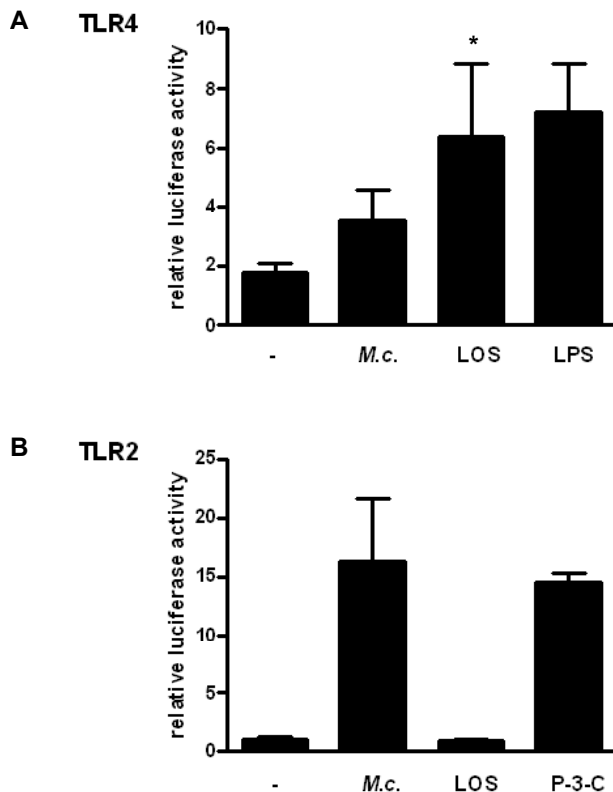 A TLR4
10
8
6
4
2
0
relative luciferase activity
*
- M.c. LOS LPS
B TLR2
25
20
15
10
5
0
relative luciferase activity
- M.c. LOS P-3-C